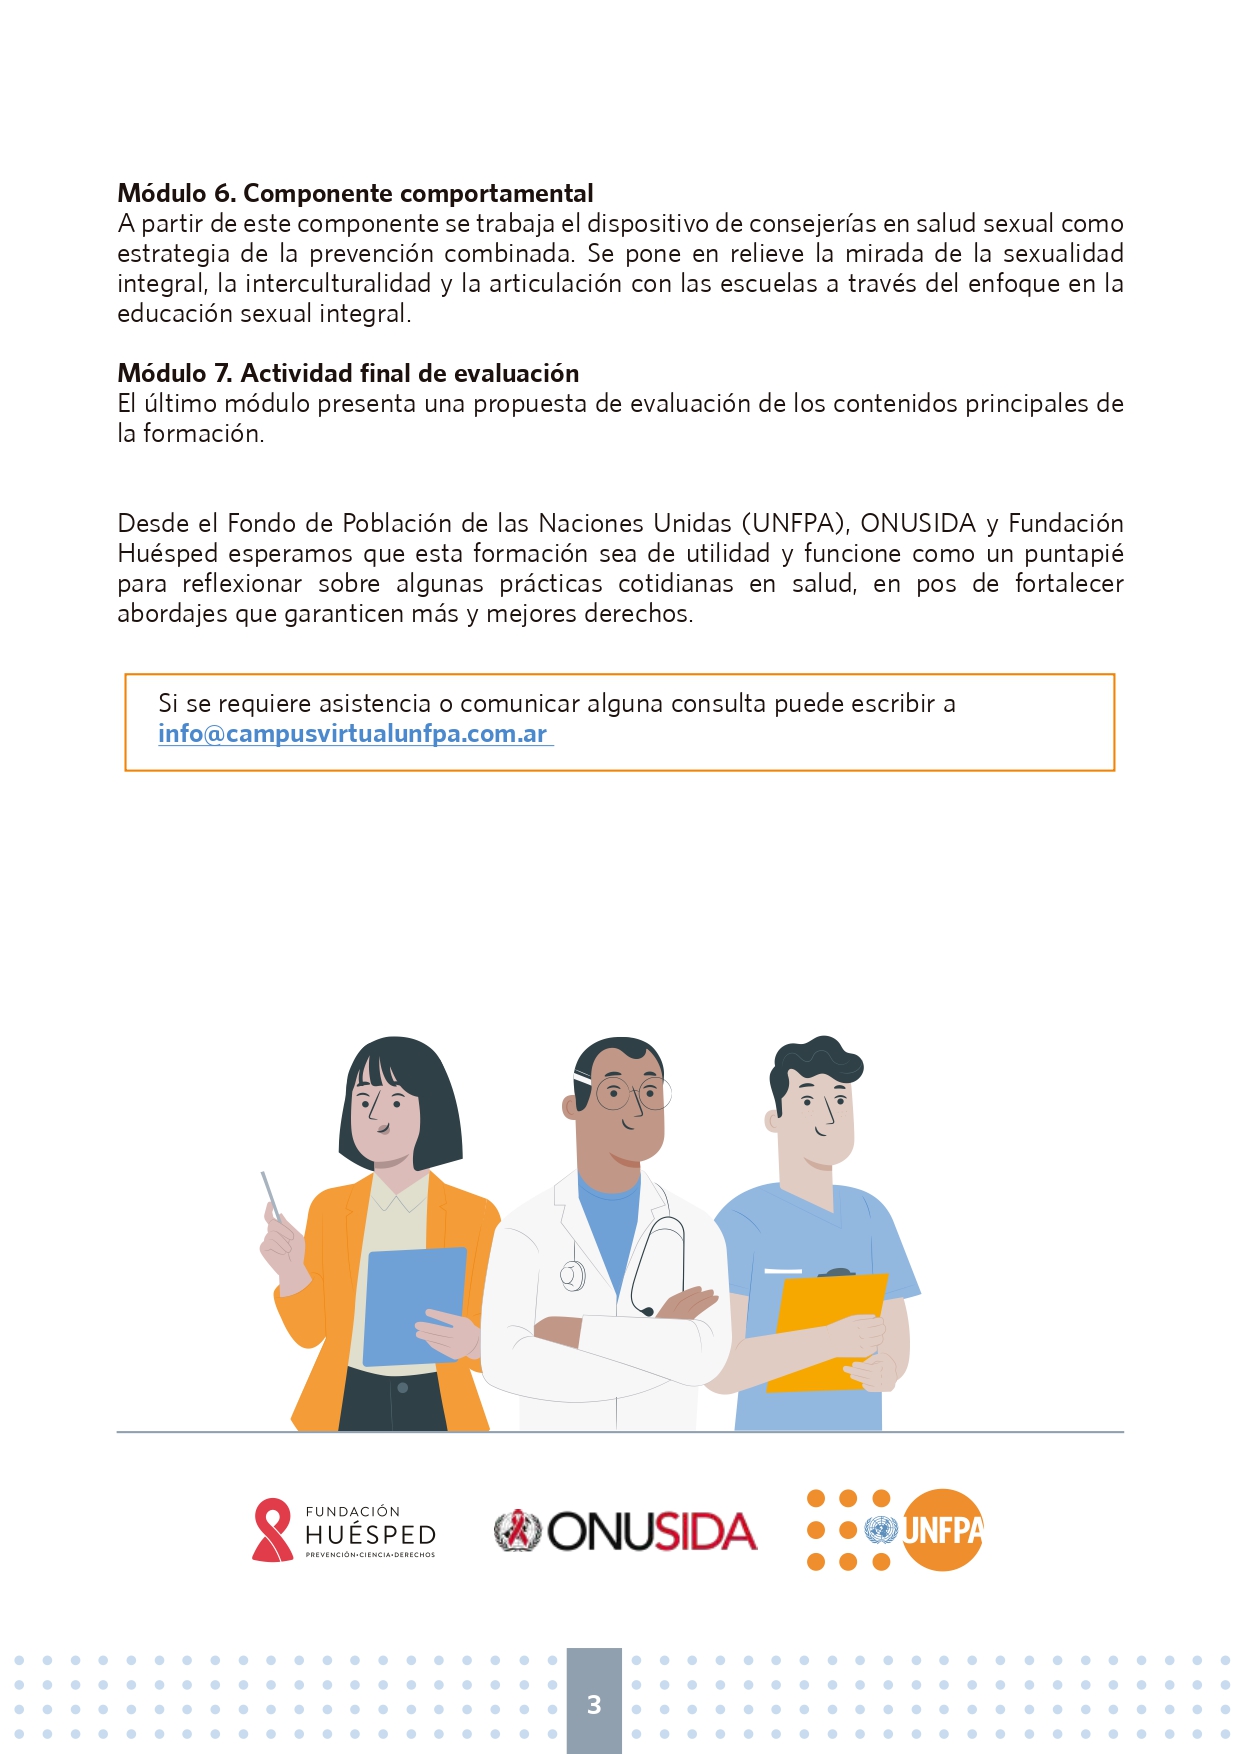 Módulo 6. Componente comportamental
A partir de este componente se trabaja el dispositivo de consejerías en salud sexual como
estrategia de la prevención combinada. Se pone en relieve la mirada de la sexualidad
integral, la interculturalidad y la articulación con las escuelas a través del enfoque en la
educación sexual integral.
Módulo 7. Actividad final de evaluación
El último módulo presenta una propuesta de evaluación de los contenidos principales de
la formación.
Desde el Fondo de Población de las Naciones Unidas (UNFPA), ONUSIDA y Fundación
Huésped esperamos que esta formación sea de utilidad y funcione como un puntapié
para reflexionar sobre algunas prácticas cotidianas en salud, en pos de fortalecer
abordajes que garanticen más y mejores derechos.
Si se requiere asistencia o comunicar alguna consulta puede escribir a
info@campusvirtualunfpa.com.ar
FUNDACIÓN
HUÉSPED
PREVENCIÓN•CIENCIA•DERECHOS
ONUSIDA
UNFPA
3